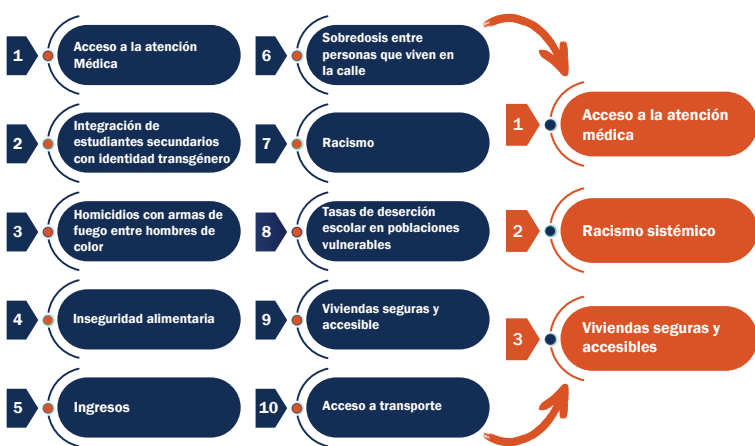 1
Acceso a la atención
Médica
2
Integración de
estudiantes secundarios
con identidad transgénero
3
Homicidios con armas de
fuego entre hombres de
color
4
Inseguridad alimentaria
5
Ingresos
6
Sobredosis entre
personas que viven en
la calle
7
Racismo
8
Tasas de deserción
escolar en poblaciones
vulnerables
9
Viviendas seguras y
accesible
10
Acceso a transporte
1
Acceso a la atención
médica
2
Racismo sistémico
3
Viviendas seguras y
accesibles